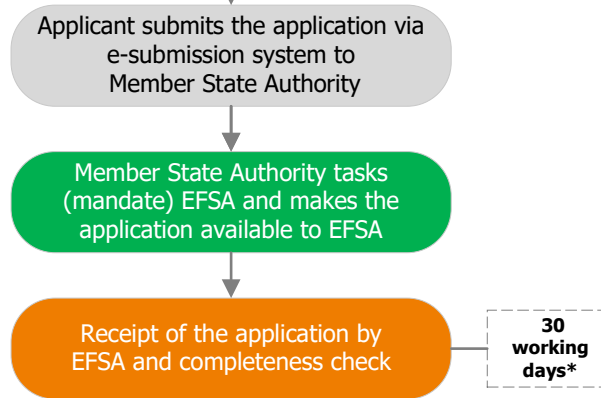 Applicant submits the application via
e-submission system to
Member State Authority
Member State Authority tasks
(mandate) EFSA and makes the
application available to EFSA
Receipt of the application by
EFSA and completeness check
30
working
days*